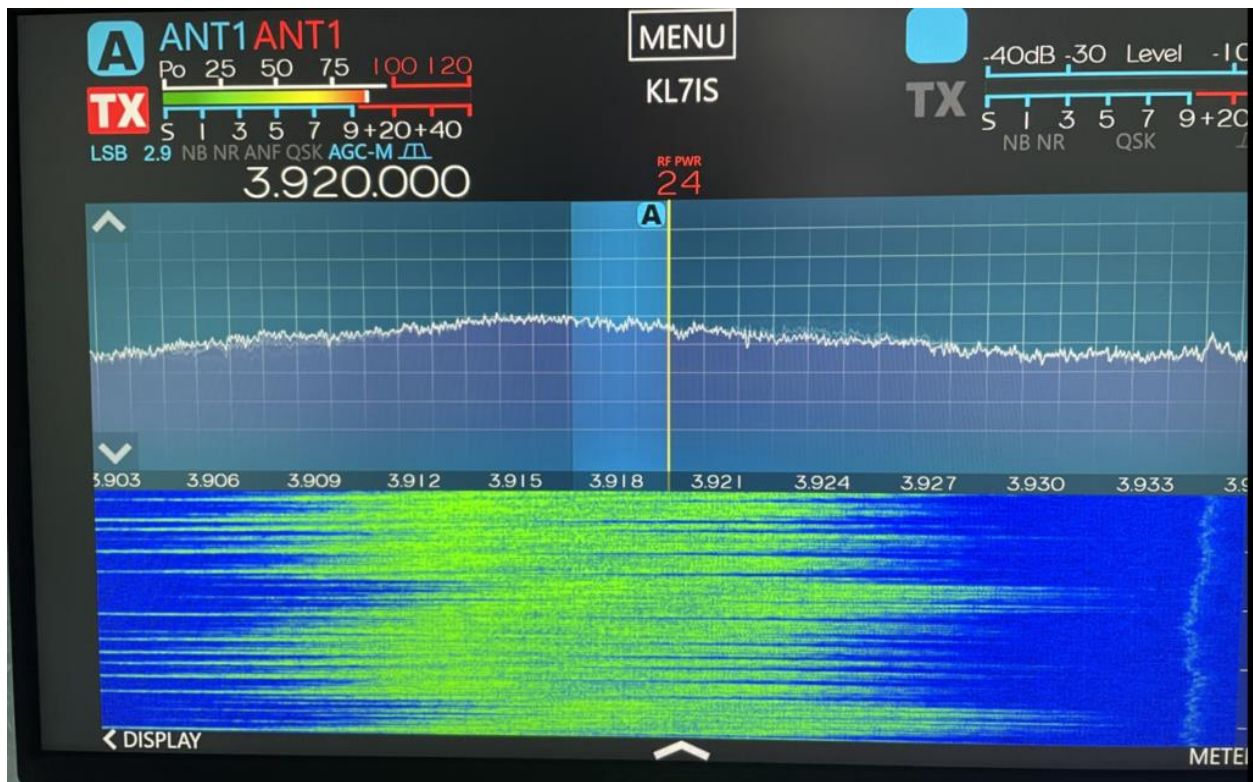 A ANT1 ANT1
Po 25 50 75 100 120
TX
S 1 3 5 7 9 +20 +40
LSB 2.9 NB NR ANF QSK AGC-M
3.920.000
MENU
KL7IS
RF PWR
24
-40dB -30 Level
TX
S 1 3 5 7 9 +20
NB NR QSK
A
3.903 3.906 3.909 3.912 3.915 3.918 3.921 3.924 3.927 3.930 3.933
DISPLAY